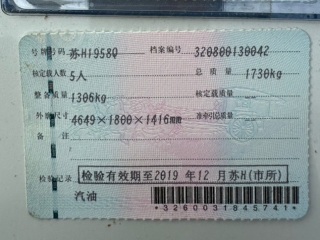 号牌号码 苏H1958Q 档案编号 320800130042
核定载人数 5人 总质量 1730kg
整备质量 1306kg 核定载质量
外廓尺寸 4649×1800×1416mm 准牵引总质量
备注
检验记录 检验有效期至2019年12月苏H(市所)
汽油
*3260031845741*